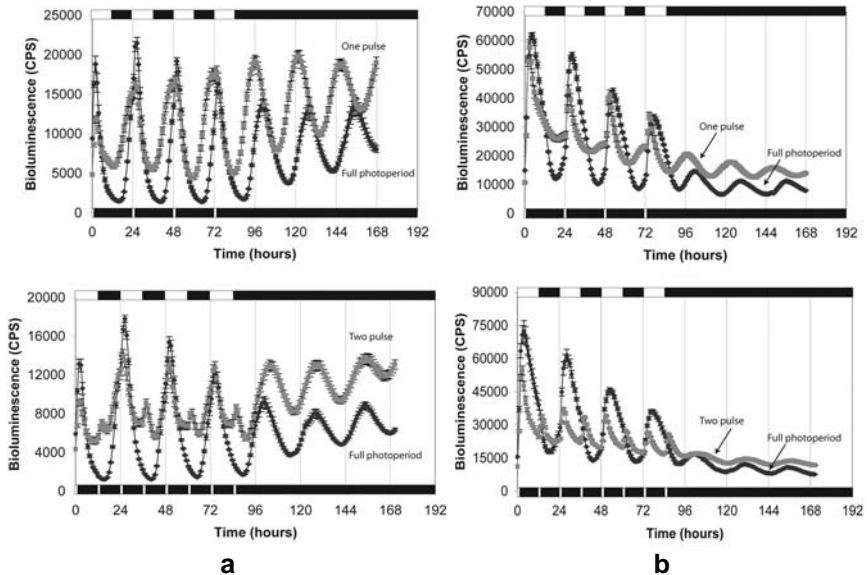 25000
20000
15000
10000
5000
0
Bioluminescence (CPS)
One pulse
Full photoperiod
0 24 48 72 96 120 144 168 192
Time (hours)
70000
60000
50000
40000
30000
20000
10000
0
Bioluminescence (CPS)
One pulse
Full photoperiod
0 24 48 72 96 120 144 168 192
Time (hours)
20000
16000
12000
8000
4000
0
Bioluminescence (CPS)
Two pulse
Full photoperiod
0 24 48 72 96 120 144 168 192
Time (hours)
90000
75000
60000
45000
30000
15000
0
Bioluminescence (CPS)
Two pulse
Full photoperiod
0 24 48 72 96 120 144 168 192
Time (hours)
a
b